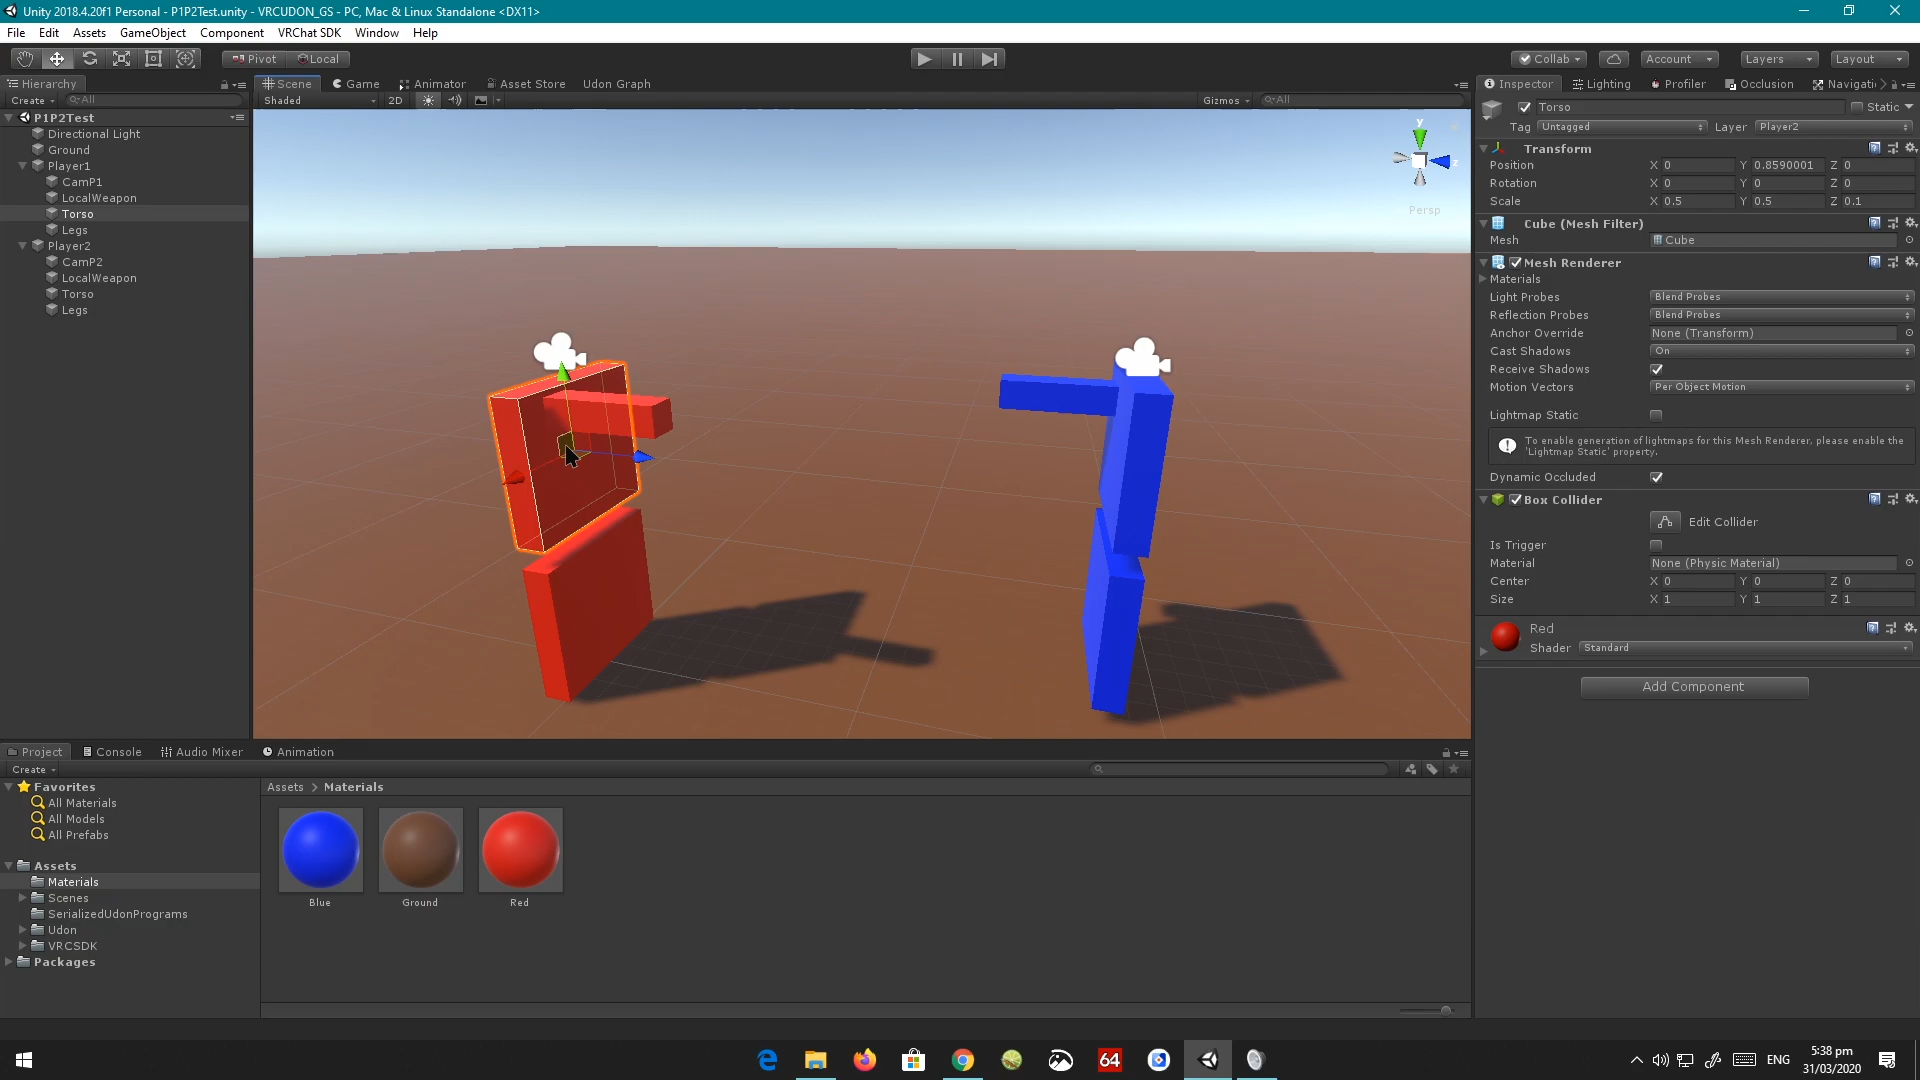 Unity 2018.4.20f1 Personal - P1P2Test.unity - VRCUDON_GS - PC, Mac & Linux Standalone <DX11>
File Edit Assets GameObject Component VRChat SDK Window Help
Pivot Local Collab Account Layers Layout
Hierarchy
Create All
P1P2Test
Directional Light
Ground
Player1
CamP1
LocalWeapon
Torso
Legs
Player2
CamP2
LocalWeapon
Torso
Legs
Scene Game Animator Asset Store Udon Graph
Shaded 2D Gizmos All
y
z
Persp
Inspector Lighting Profiler Occlusion Navigati
Torso Static
Tag Untagged Layer Player2
Transform
Position X 0 Y 0.8590001 Z 0
Rotation X 0 Y 0 Z 0
Scale X 0.5 Y 0.5 Z 0.1
Cube (Mesh Filter)
Mesh Cube
Mesh Renderer
Materials
Light Probes Blend Probes
Reflection Probes Blend Probes
Anchor Override None (Transform)
Cast Shadows On
Receive Shadows
Motion Vectors Per Object Motion
Lightmap Static
To enable generation of lightmaps for this Mesh Renderer, please enable the
'Lightmap Static' property.
Dynamic Occluded
Box Collider
Edit Collider
Is Trigger
Material None (Physic Material)
Center X 0 Y 0 Z 0
Size X 1 Y 1 Z 1
Red
Shader Standard
Add Component
Project Console Audio Mixer Animation
Create
Favorites
All Materials
All Models
All Prefabs
Assets
Materials
Scenes
SerializedUdonPrograms
Udon
VRCSDK
Packages
Assets > Materials
Blue Ground Red
64
ENG
5:38 pm
31/03/2020